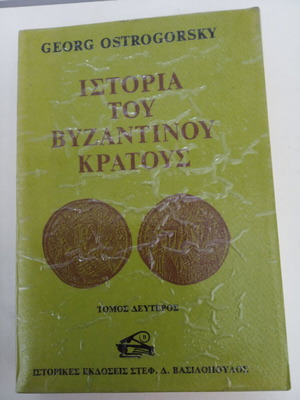 GEORG OSTROGORSKY
ΙΣΤΟΡΙΑ
ΤΟΥ
ΒΥΖΑΝΤΙΝΟΥ
ΚΡΑΤΟΥΣ
ΤΟΜΟΣ ΔΕΥΤΕΡΟΣ
ΙΣΤΟΡΙΚΕΣ ΕΚΔΟΣΕΙΣ ΣΤΕΦ. Δ. ΒΑΣΙΛΟΠΟΥΛΟΣ